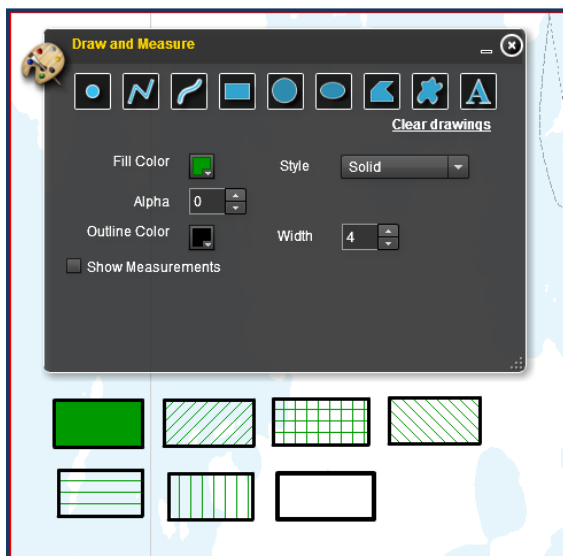 Draw and Measure
A
Clear drawings
Fill Color
Style
Solid
Alpha
0
Outline Color
Width
4
Show Measurements